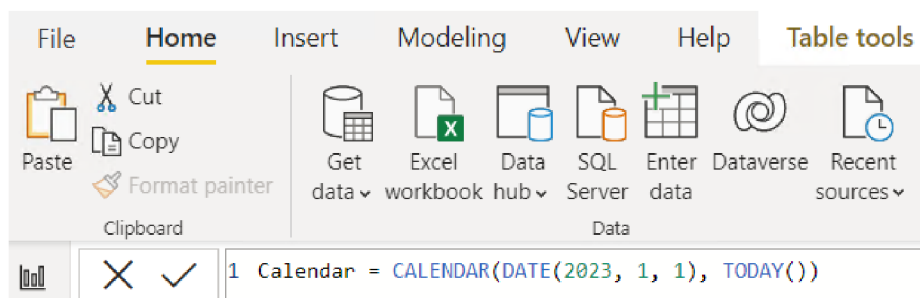 File Home Insert Modeling View Help Table tools
Paste
Cut
Copy
Format painter
Clipboard
Get data
Excel workbook
Data hub
SQL Server
Enter data
Dataverse
Recent sources
Data
1 Calendar = CALENDAR(DATE(2023, 1, 1), TODAY())